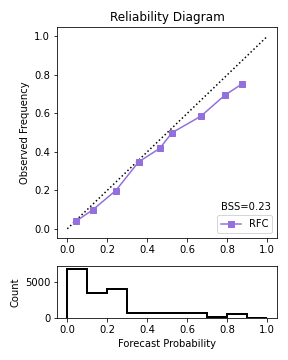 Reliability Diagram
1.0
0.8
0.6
0.4
0.2
0.0
Observed Frequency
BSS=0.23
RFC
0.0 0.2 0.4 0.6 0.8 1.0
5000
0
Count
0.0 0.2 0.4 0.6 0.8 1.0
Forecast Probability